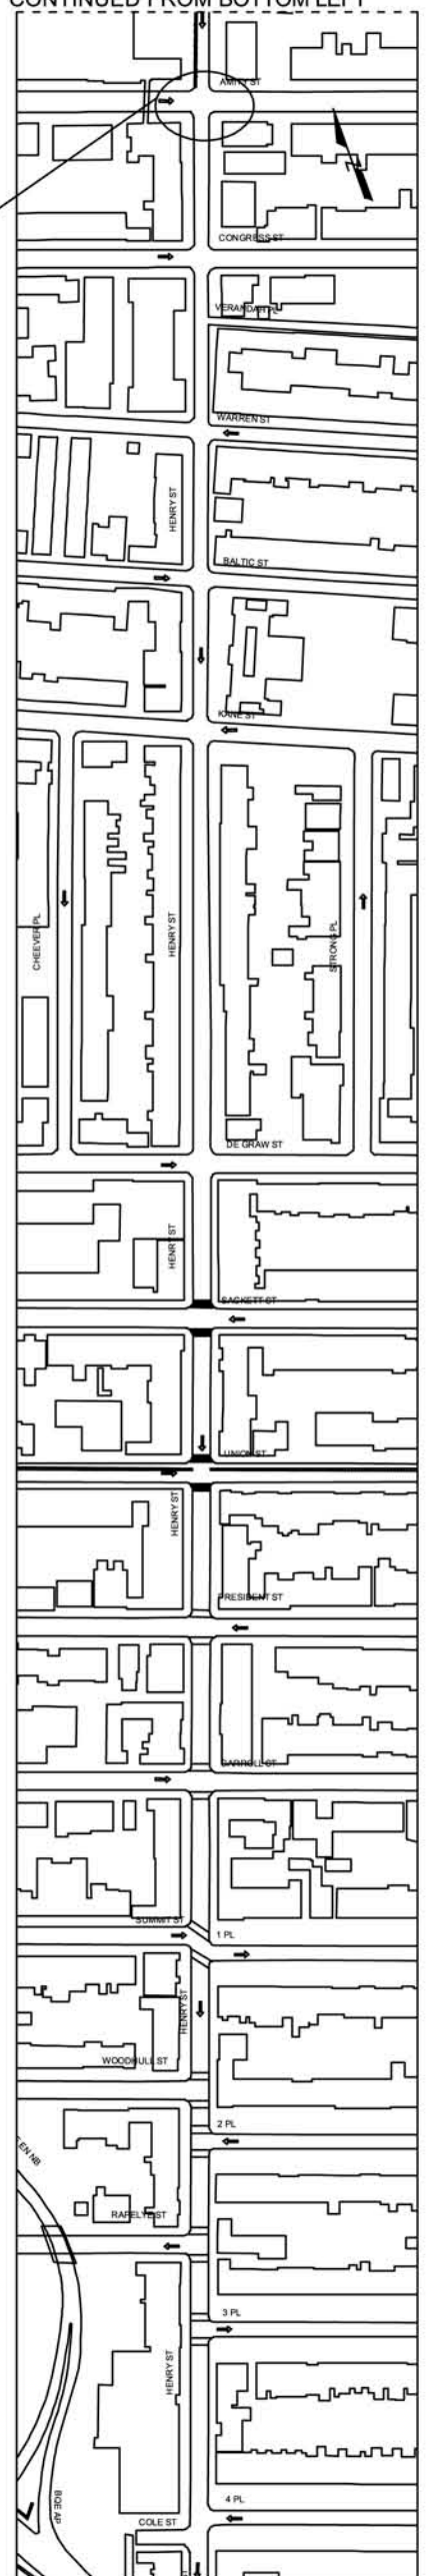 CONTINUED FROM BOTTOM LEFT
AMITY ST
CONGRESS ST
VERANDAH PL
WARREN ST
HENRY ST
BALTIC ST
KANE ST
CHEEVER PL
HENRY ST
STRONG PL
DE GRAW ST
HENRY ST
SACKETT ST
UNION ST
HENRY ST
PRESIDENT ST
CARROLL ST
SUMMIT ST
1 PL
HENRY ST
WOODHULL ST
2 PL
EN NB
RAPELYE ST
3 PL
HENRY ST
BQE AP
4 PL
COLE ST